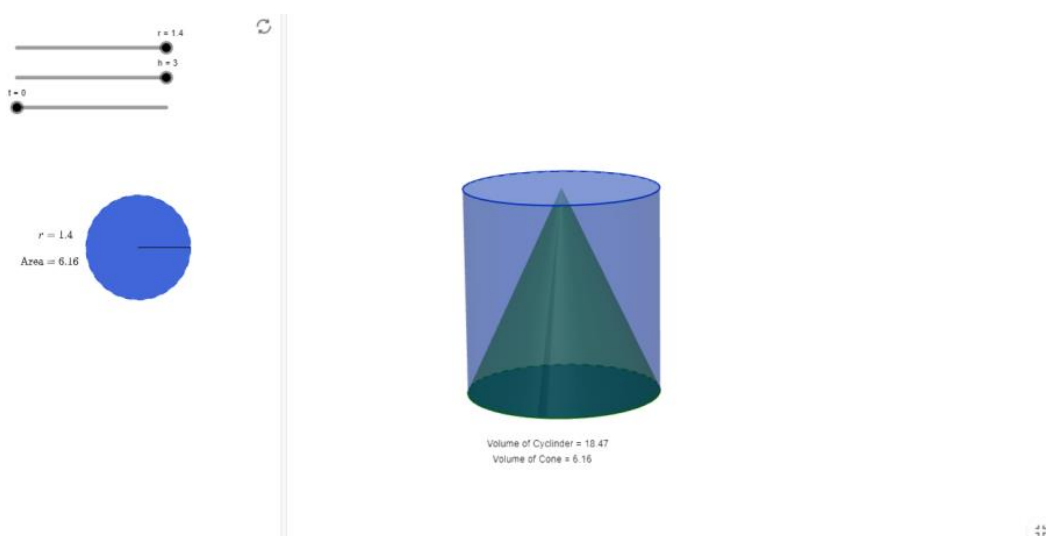 r = 1.4
h = 3
t = 0
r = 1.4
Area = 6.16
Volume of Cyclinder = 18.47
Volume of Cone = 6.16